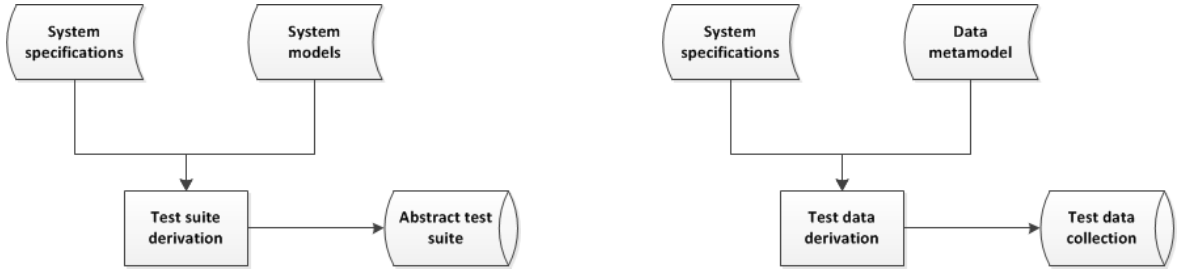 System
specifications
System
models
System
specifications
Data
metamodel
Test suite
derivation
Abstract test
suite
Test data
derivation
Test data
collection